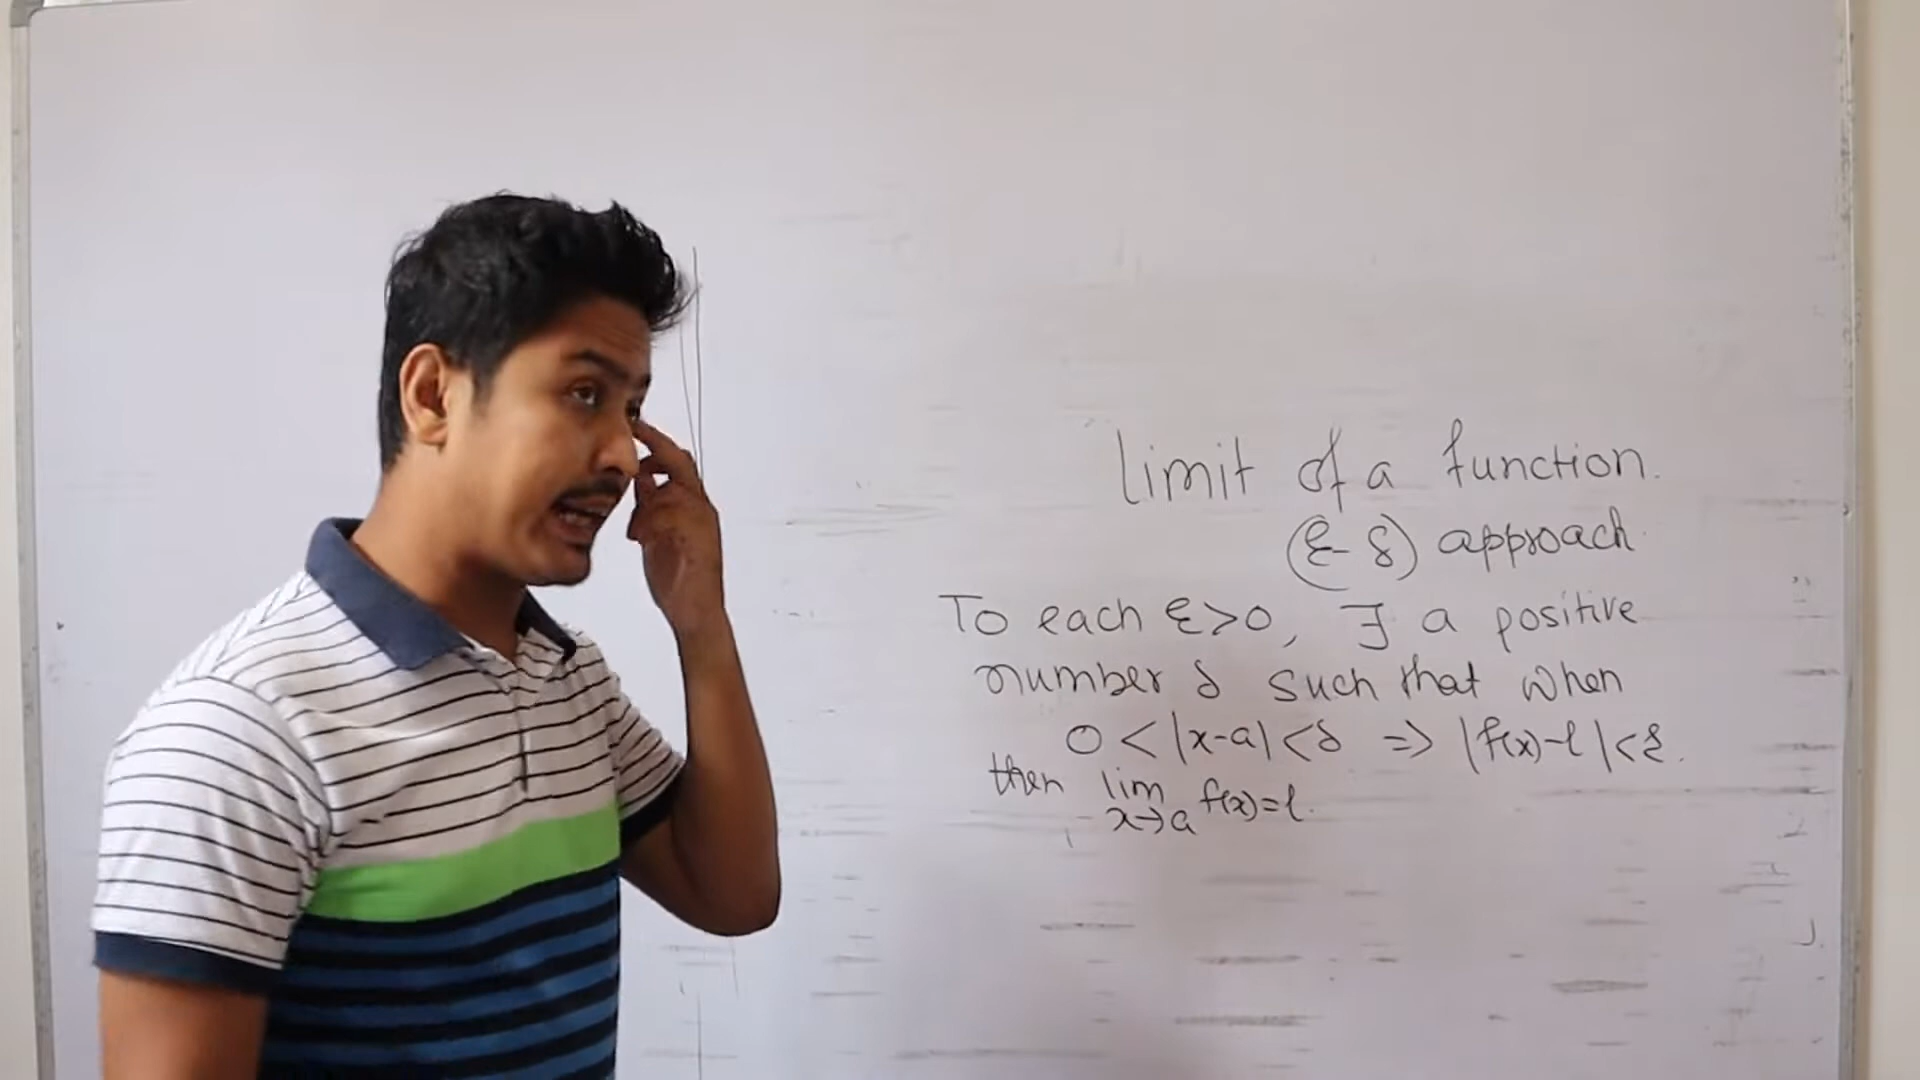 Limit of a function.
(ε-δ) approach.
To each ε>0, ∃ a positive
number δ such that when
0 < |x-a| < δ => |f(x)-l| < ε.
then lim f(x)=l.
x→a